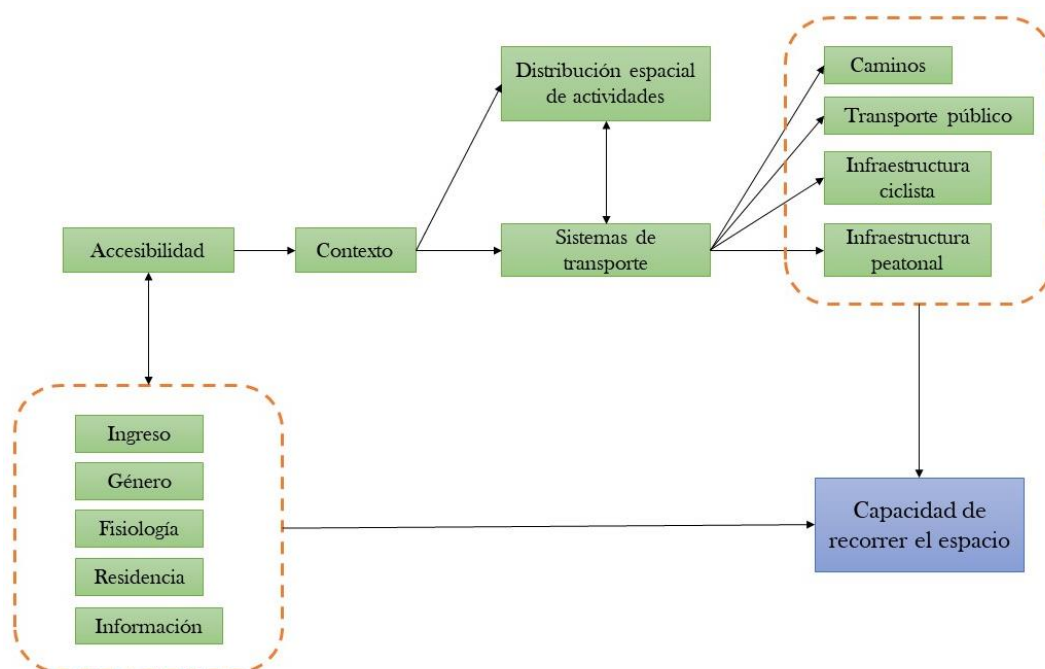 Distribución espacial
de actividades
Caminos
Transporte público
Infraestructura
ciclista
Accesibilidad
Contexto
Sistemas de
transporte
Infraestructura
peatonal
Ingreso
Género
Fisiología
Residencia
Información
Capacidad de
recorrer el espacio